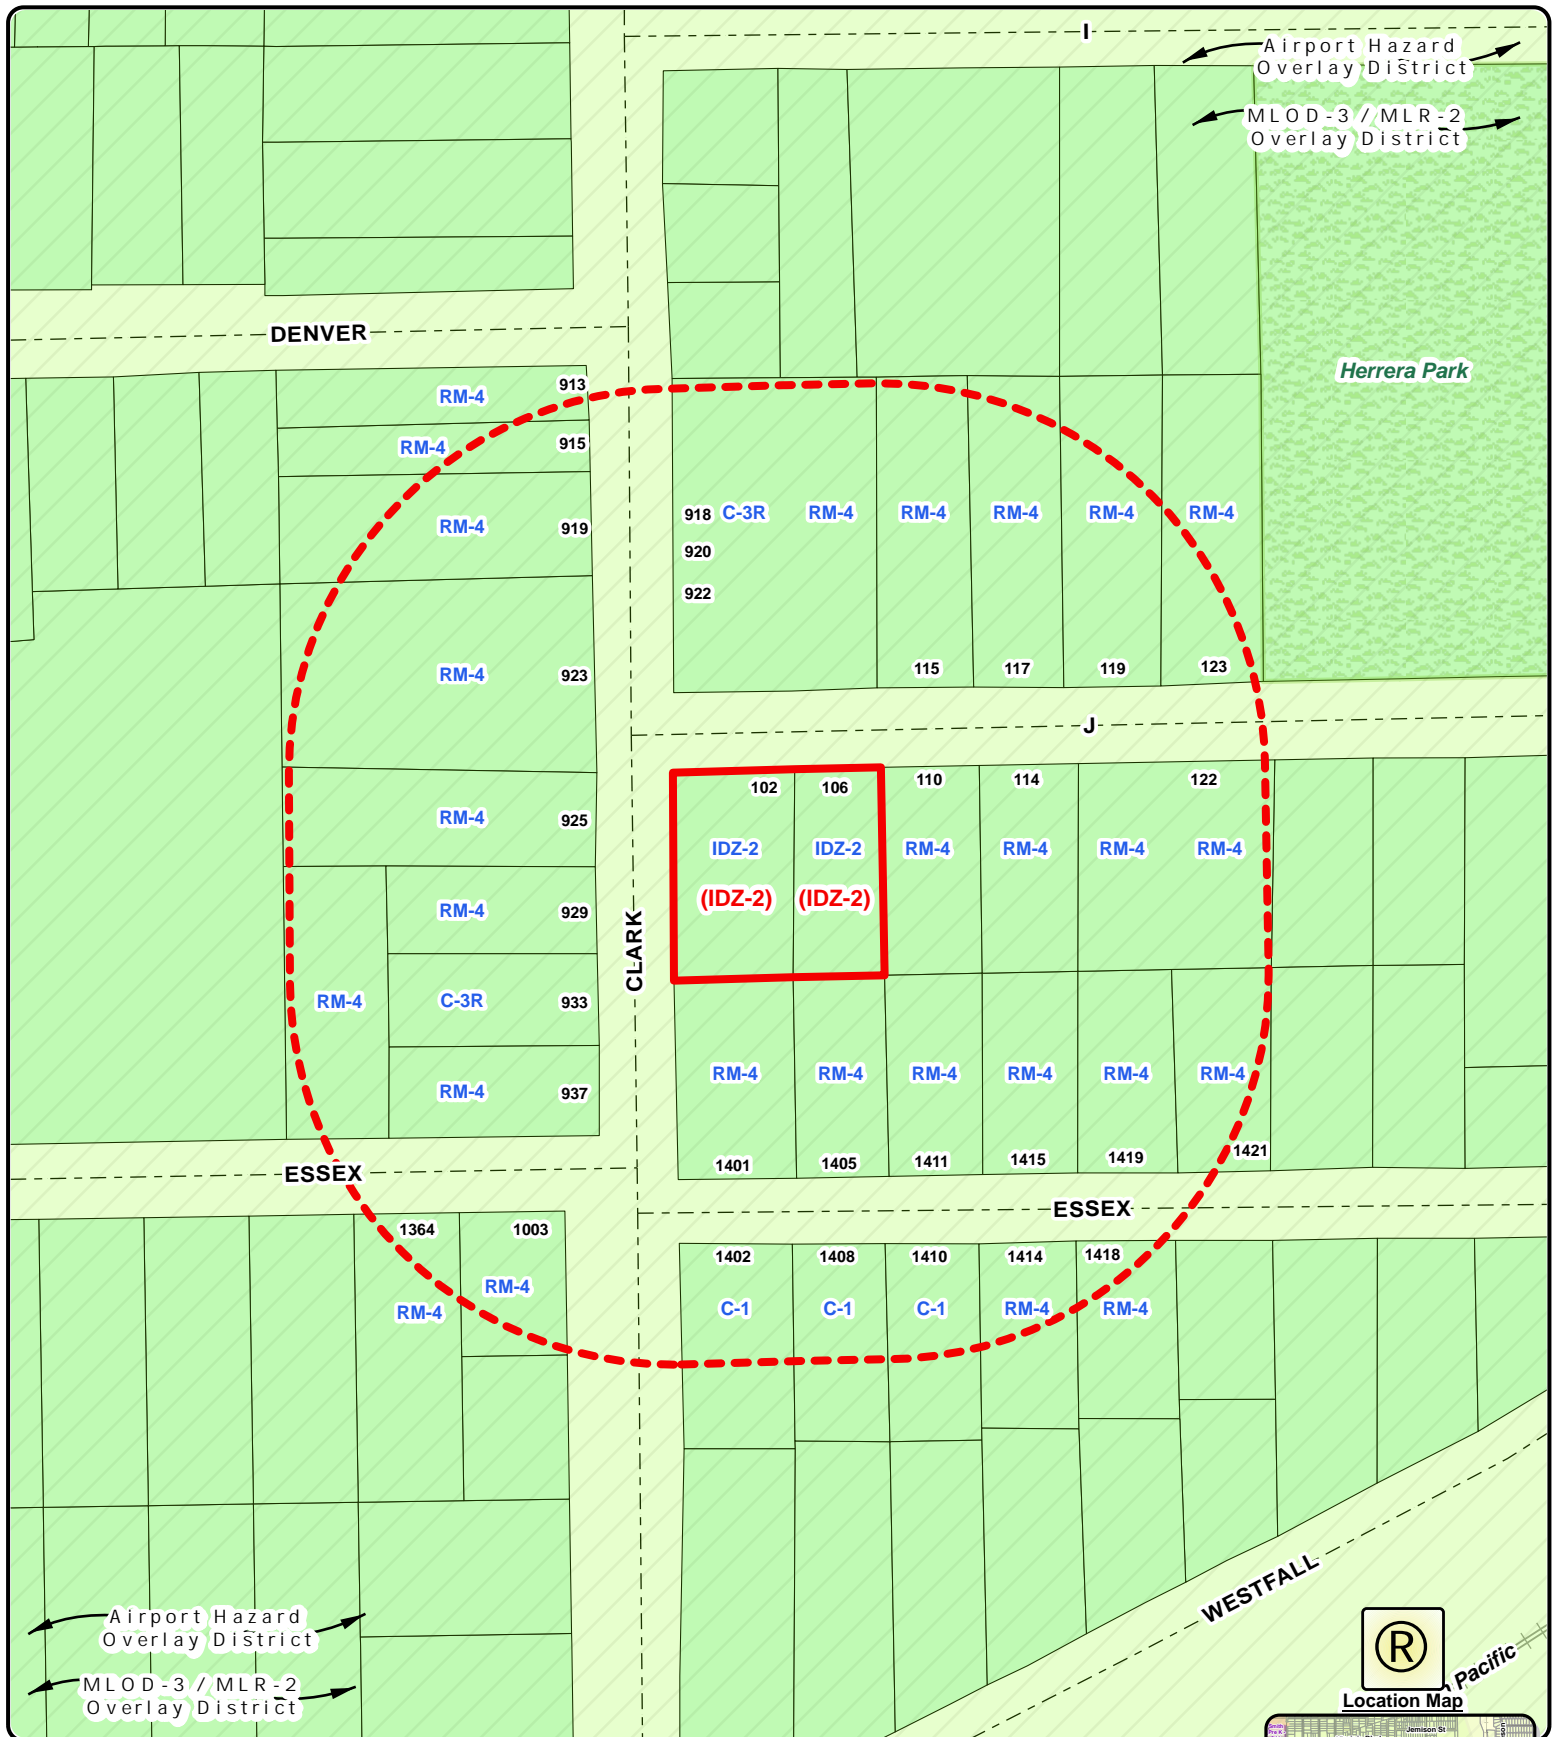 I
Airport Hazard
Overlay District
MLOD-3 / MLR-2
Overlay District
DENVER
Herrera Park
913
RM-4
915
RM-4
RM-4
919
918 C-3R RM-4 RM-4 RM-4 RM-4 RM-4
920
922
RM-4
923
115 117 119 123
J
102 106 110 114 122
RM-4
925
IDZ-2 IDZ-2 RM-4 RM-4 RM-4 RM-4
(IDZ-2) (IDZ-2)
RM-4
929
CLARK
RM-4 C-3R
933
RM-4
937
RM-4 RM-4 RM-4 RM-4 RM-4 RM-4
1401 1405 1411 1415 1419 1421
ESSEX
ESSEX
1364 1003
1402 1408 1410 1414 1418
RM-4
RM-4
C-1 C-1 C-1 RM-4 RM-4
WESTFALL
Airport Hazard
Overlay District
MLOD-3 / MLR-2
Overlay District
R
Pacific
Location Map
Jemison St